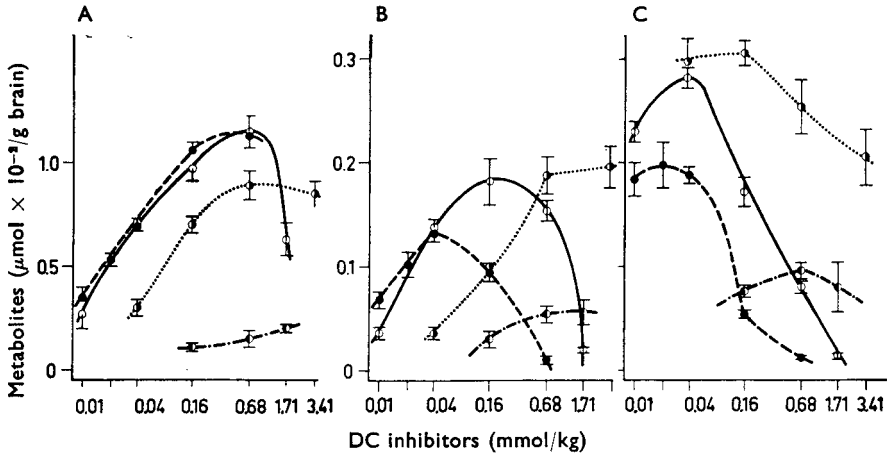 A
B
C
Metabolites (μmol × 10⁻²/g brain)
1.0
0.5
0
0.3
0.2
0.1
0
0.01 0.04 0.16 0.68 1.71 3.41
0.01 0.04 0.16 0.68 1.71
0.01 0.04 0.16 0.68 1.71 3.41
DC inhibitors (mmol/kg)